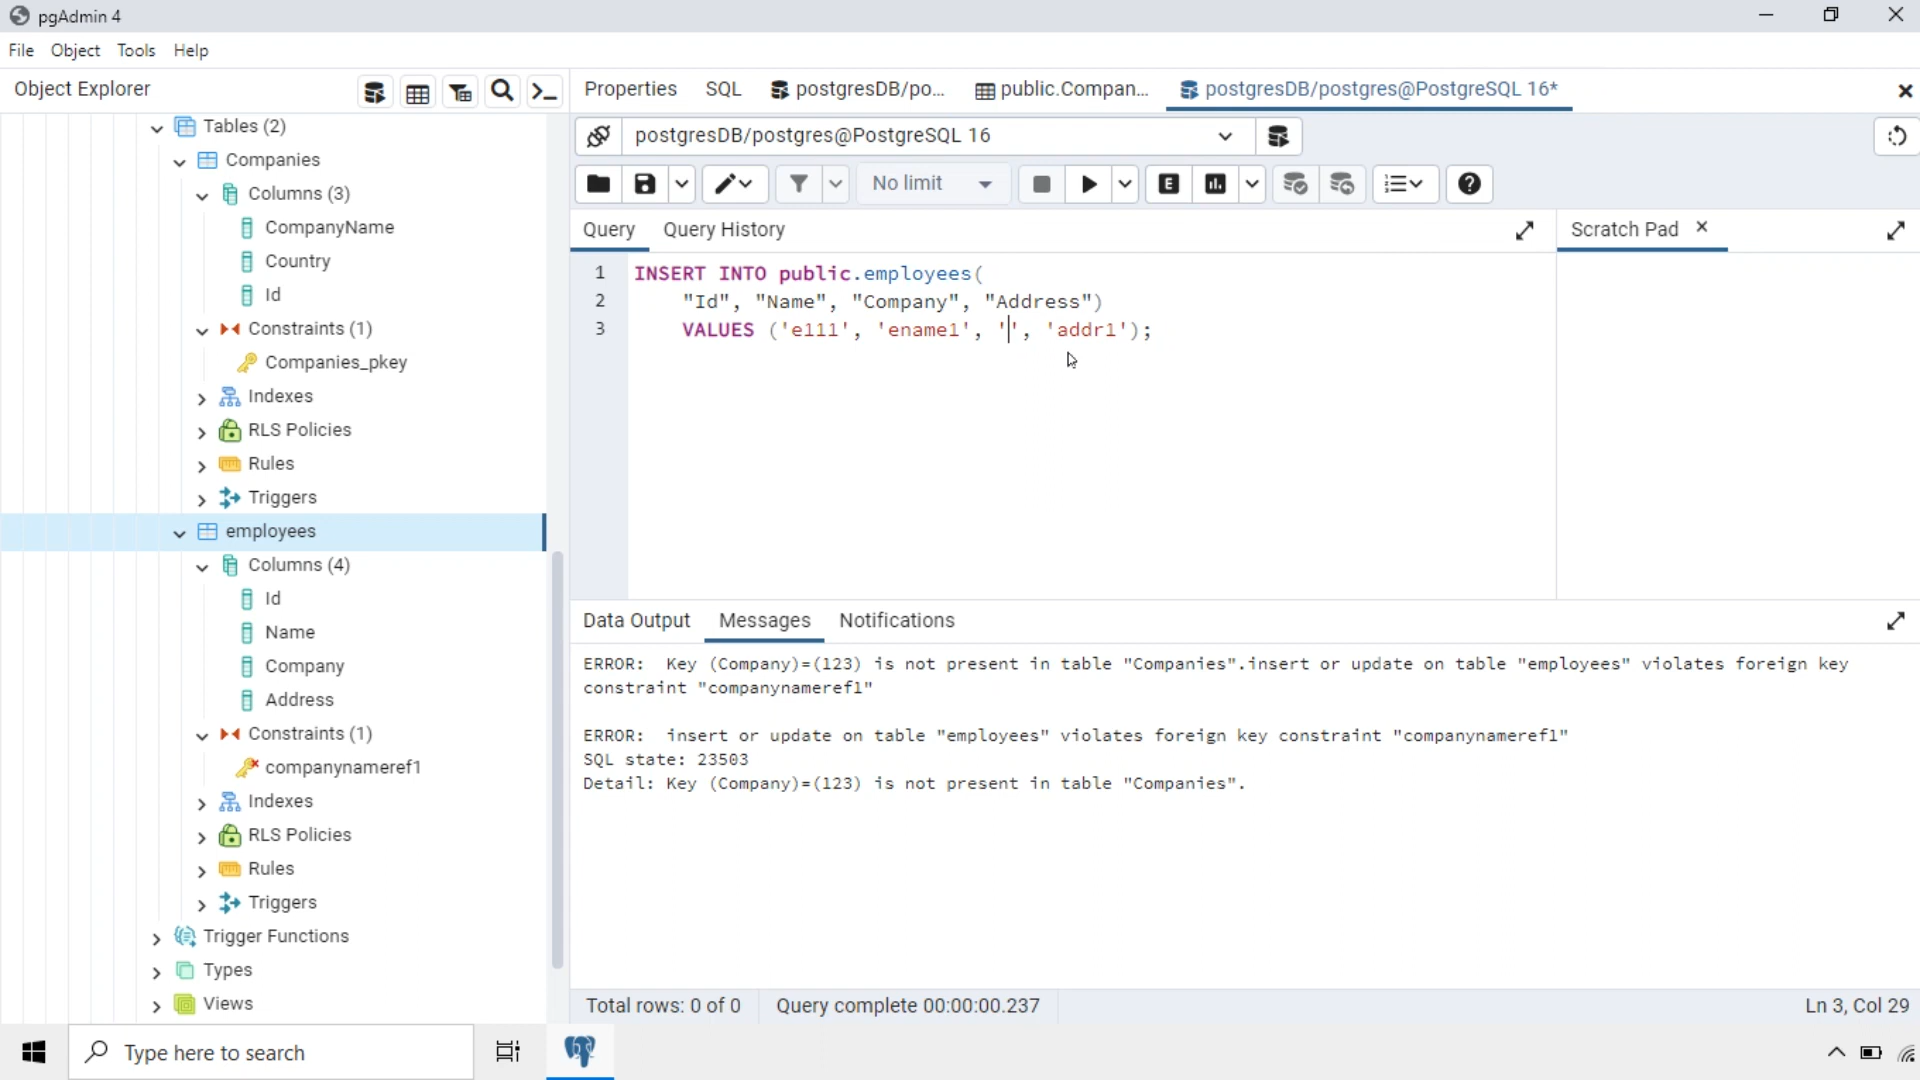 pgAdmin 4
File Object Tools Help
Object Explorer
Properties SQL postgresDB/po... public.Compan... postgresDB/postgres@PostgreSQL 16*
postgresDB/postgres@PostgreSQL 16
No limit
E
Query Query History
Scratch Pad
Tables (2)
Companies
Columns (3)
CompanyName
Country
Id
Constraints (1)
Companies_pkey
Indexes
RLS Policies
Rules
Triggers
employees
Columns (4)
Id
Name
Company
Address
Constraints (1)
companynameref1
Indexes
RLS Policies
Rules
Triggers
Trigger Functions
Types
Views
1 INSERT INTO public.employees(
2 "Id", "Name", "Company", "Address")
3 VALUES ('e111', 'ename1', '', 'addr1');
Data Output Messages Notifications
ERROR: Key (Company)=(123) is not present in table "Companies".insert or update on table "employees" violates foreign key
constraint "companynameref1"
ERROR: insert or update on table "employees" violates foreign key constraint "companynameref1"
SQL state: 23503
Detail: Key (Company)=(123) is not present in table "Companies".
Total rows: 0 of 0 Query complete 00:00:00.237 Ln 3, Col 29
Type here to search